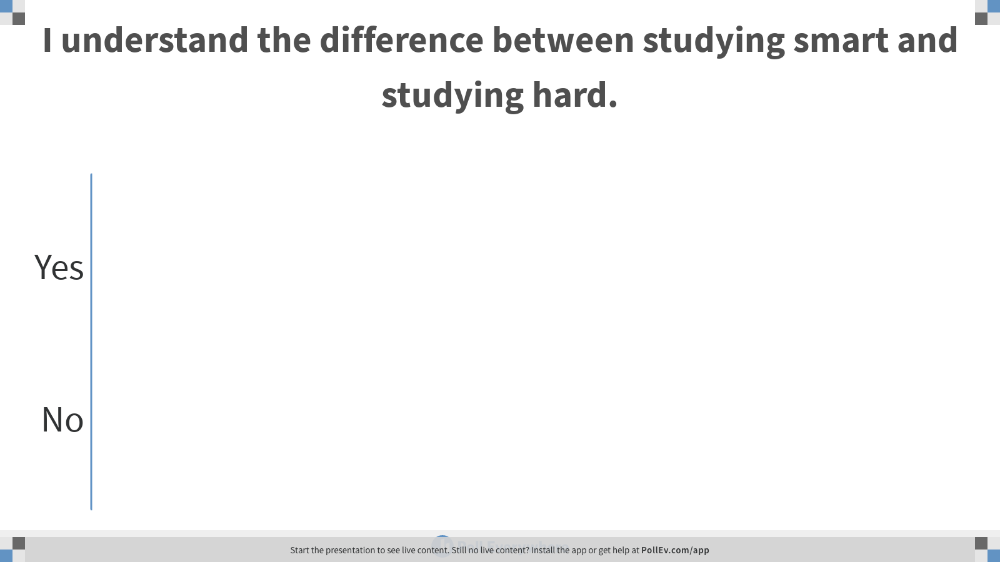 I understand the difference between studying smart and
studying hard.
Yes
No
Start the presentation to see live content. Still no live content? Install the app or get help at PollEv.com/app